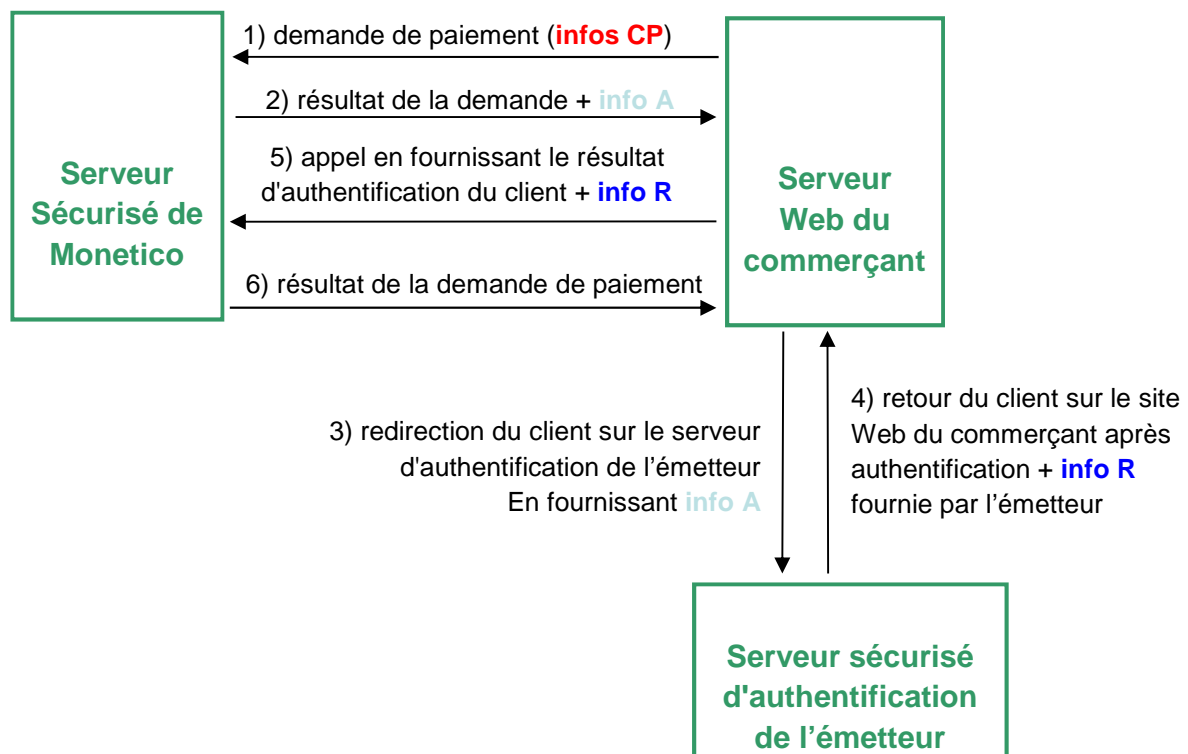 1) demande de paiement (infos CP)
2) résultat de la demande + info A
5) appel en fournissant le résultat
d'authentification du client + info R
6) résultat de la demande de paiement
Serveur
Sécurisé de
Monetico
Serveur
Web du
commerçant
3) redirection du client sur le serveur
d'authentification de l’émetteur
En fournissant info A
4) retour du client sur le site
Web du commerçant après
authentification + info R
fournie par l’émetteur
Serveur sécurisé
d'authentification
de l’émetteur